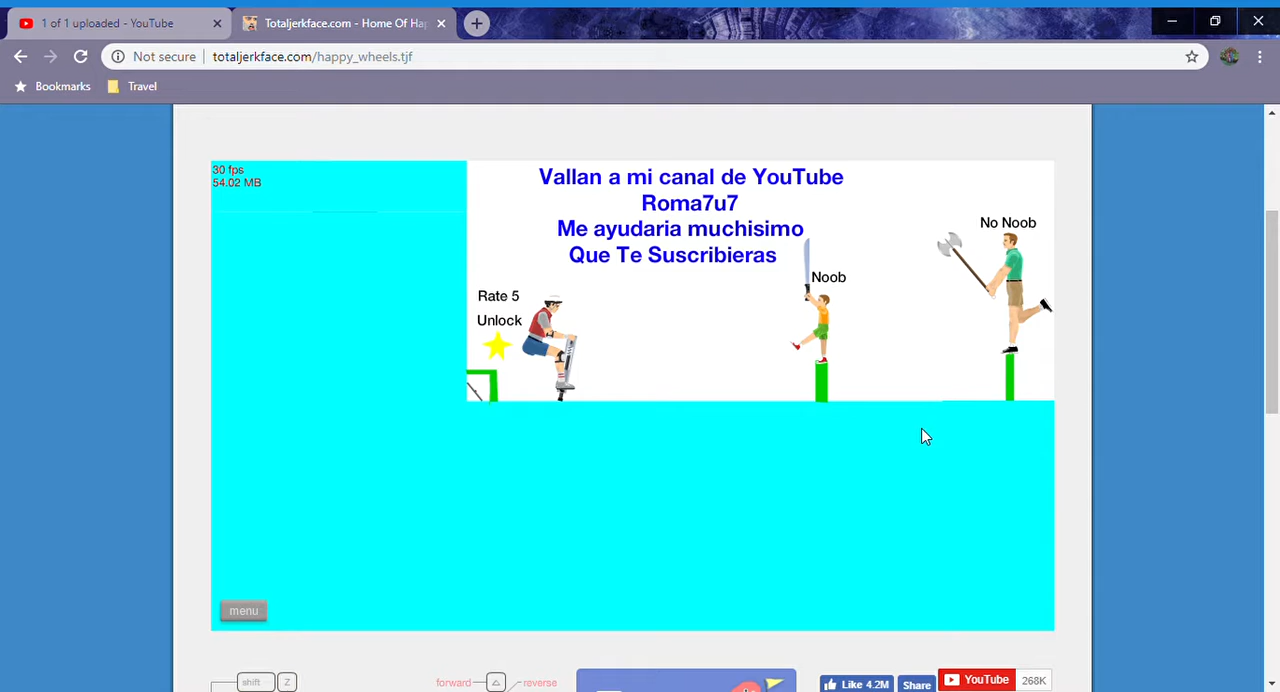 1 of 1 uploaded - YouTube
Totaljerkface.com - Home Of Ha
Not secure
totaljerkface.com/happy_wheels.tjf
Bookmarks
Travel
30 fps
54.02 MB
Vallan a mi canal de YouTube
Roma7u7
Me ayudaria muchisimo
Que Te Suscribieras
No Noob
Noob
Rate 5
Unlock
menu
shift
Z
forward
reverse
Like 4.2M
Share
YouTube
268K